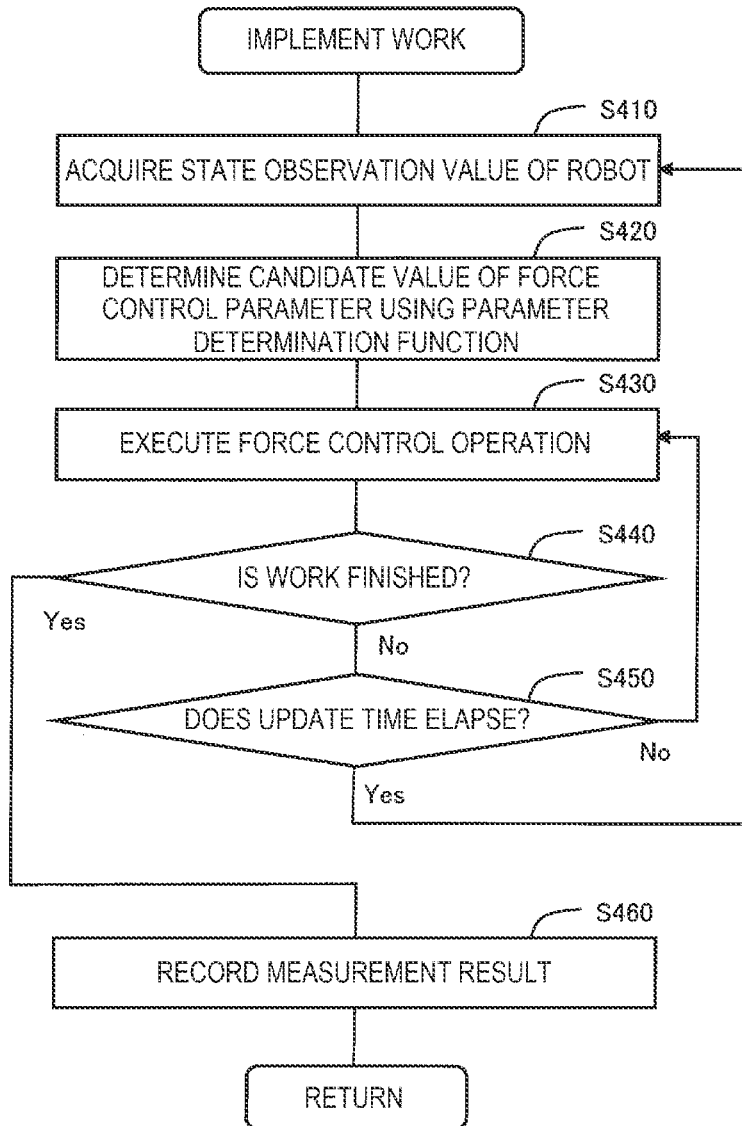 IMPLEMENT WORK
S410
ACQUIRE STATE OBSERVATION VALUE OF ROBOT
S420
DETERMINE CANDIDATE VALUE OF FORCE
CONTROL PARAMETER USING PARAMETER
DETERMINATION FUNCTION
S430
EXECUTE FORCE CONTROL OPERATION
S440
IS WORK FINISHED?
Yes
No
S450
DOES UPDATE TIME ELAPSE?
No
Yes
S460
RECORD MEASUREMENT RESULT
RETURN